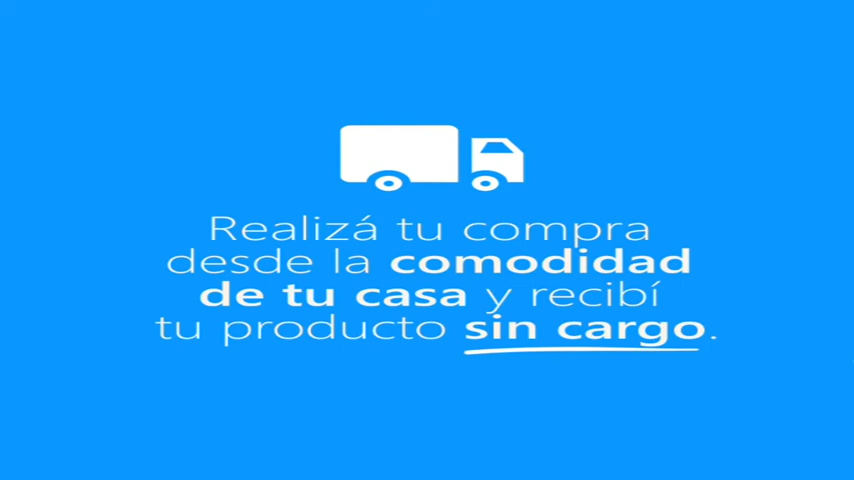 Realizá tu compra
desde la comodidad
de tu casa y recibí
tu producto sin cargo.